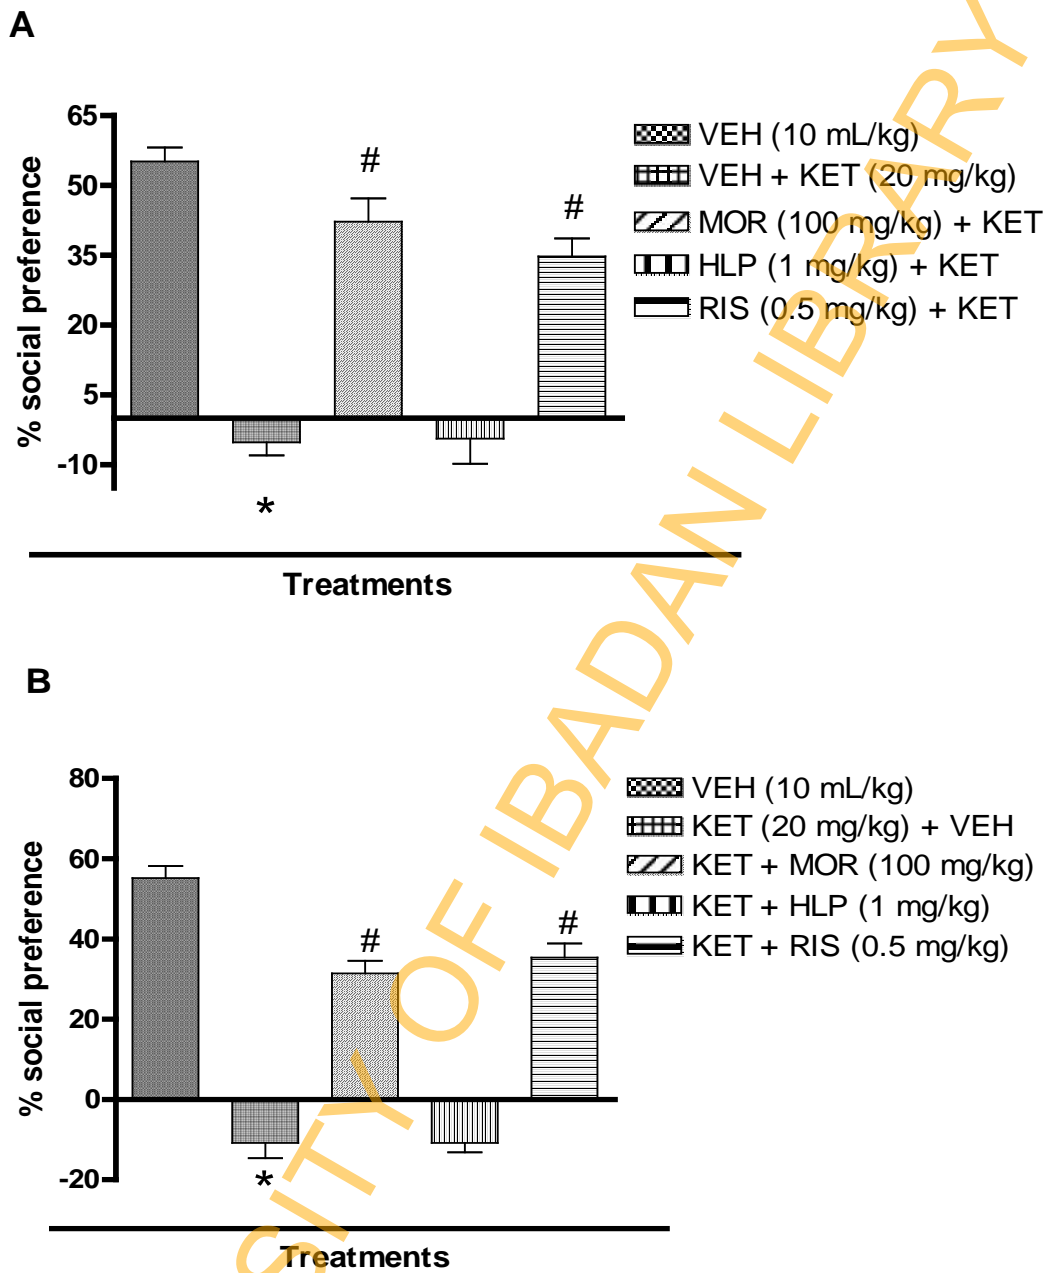 A
65
50
35
20
5
-10
% social preference
#
#
*
VEH (10 mL/kg)
VEH + KET (20 mg/kg)
MOR (100 mg/kg) + KET
HLP (1 mg/kg) + KET
RIS (0.5 mg/kg) + KET
Treatments
B
80
60
40
20
0
-20
% social preference
#
#
*
VEH (10 mL/kg)
KET (20 mg/kg) + VEH
KET + MOR (100 mg/kg)
KET + HLP (1 mg/kg)
KET + RIS (0.5 mg/kg)
Treatments
SITY OF IBADAN LIBRARY